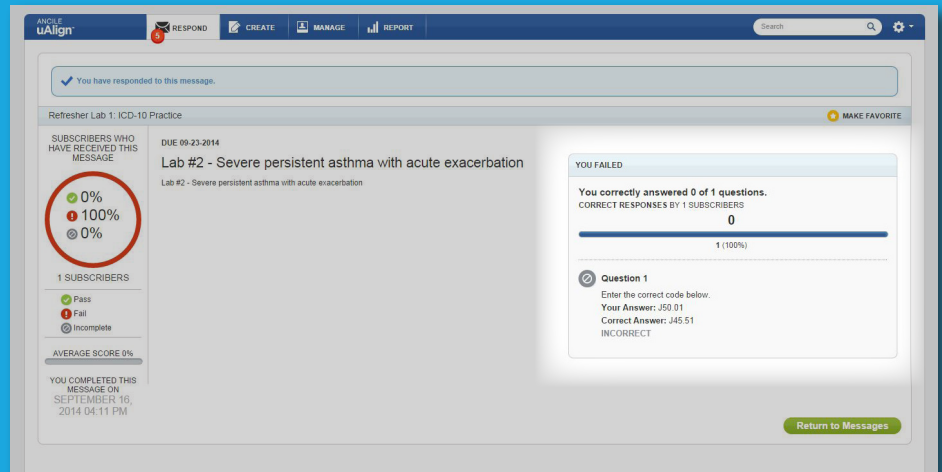 ANCILE
uAlign
5
RESPOND
CREATE
MANAGE
REPORT
Search
You have responded to this message.
Refresher Lab 1: ICD-10 Practice
MAKE FAVORITE
SUBSCRIBERS WHO
HAVE RECEIVED THIS
MESSAGE
0%
100%
0%
1 SUBSCRIBERS
Pass
Fail
Incomplete
AVERAGE SCORE 0%
YOU COMPLETED THIS
MESSAGE ON
SEPTEMBER 16,
2014 04:11 PM
DUE 09-23-2014
Lab #2 - Severe persistent asthma with acute exacerbation
Lab #2 - Severe persistent asthma with acute exacerbation
YOU FAILED
You correctly answered 0 of 1 questions.
CORRECT RESPONSES BY 1 SUBSCRIBERS
0
1 (100%)
Question 1
Enter the correct code below.
Your Answer: J50.01
Correct Answer: J45.51
INCORRECT
Return to Messages